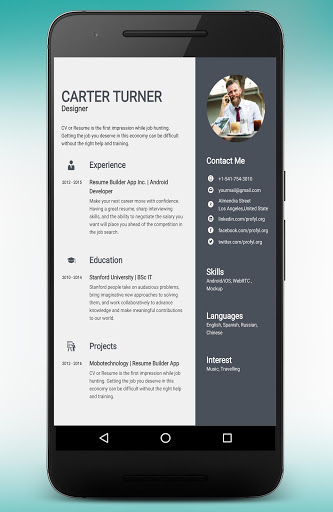 CARTER TURNER
Designer
CV or Resume is the first impression while job hunting.
Getting the job you deserve in this economy can be difficult
without the right help and training.
Experience
2012 - 2015
Resume Builder App Inc. | Android
Developer
Make your next career move with confidence.
Having a great resume, sharp interviewing
skills, and the ability to negotiate the salary you
want will place you ahead of the competition in
the job search.
Education
2010 - 2014
Stanford University | BSc IT
Stanford people take on audacious problems,
bring imaginative new approaches to solving
them, and work collaboratively to advance
knowledge and make meaningful contributions
to our world.
Projects
2012 - 2016
Mobotechnology | Resume Builder App
CV or Resume is the first impression while job
hunting. Getting the job you deserve in this
economy can be difficult without the right help
and training.
Contact Me
+1-541-754-3010
yourmail@gmail.com
Almendra Street
Los Angeles,United States
linkedin.com/profyl.org
facebook.com/profyl.org
twitter.com/profyl.org
Skills
Android/IOS, WebRTC ,
Mockup
Languages
English, Spanish, Russian,
Chinese
Interest
Music, Travelling